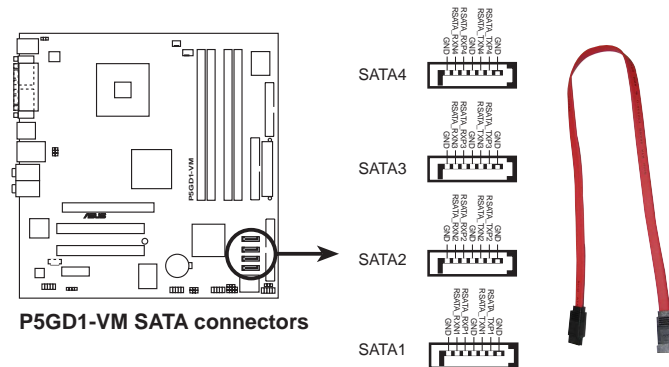 GND
RSATA_RXN4
RSATA_RXP4
GND
RSATA_TXN4
RSATA_TXP4
GND
SATA4
GND
RSATA_RXN3
RSATA_RXP3
GND
RSATA_TXN3
RSATA_TXP3
GND
SATA3
GND
RSATA_RXN2
RSATA_RXP2
GND
RSATA_TXN2
RSATA_TXP2
GND
SATA2
GND
RSATA_RXN1
RSATA_RXP1
GND
RSATA_TXN1
RSATA_TXP1
GND
SATA1
P5GD1-VM
ASUS
P5GD1-VM SATA connectors